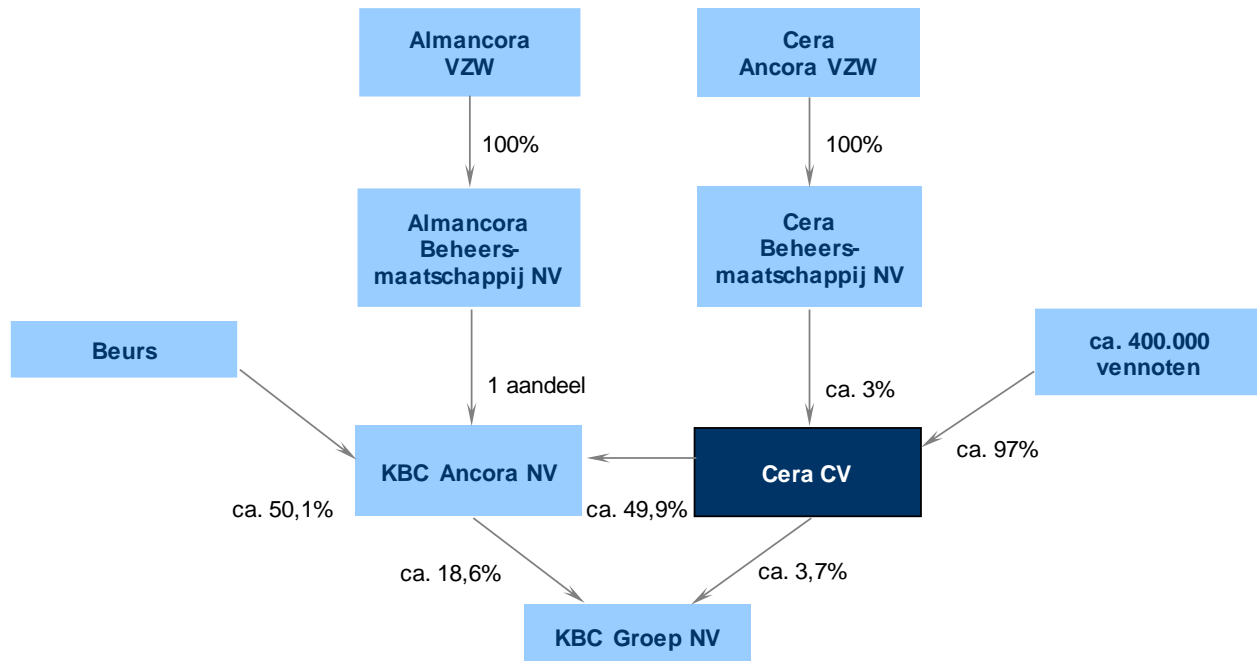 Almancora
VZW
Cera
Ancora VZW
100%
100%
Almancora
Beheers-
maatschappij NV
Cera
Beheers-
maatschappij NV
Beurs
ca. 400.000
vennoten
1 aandeel
ca. 3%
KBC Ancora NV
Cera CV
ca. 97%
ca. 50,1%
ca. 49,9%
ca. 18,6%
ca. 3,7%
KBC Groep NV